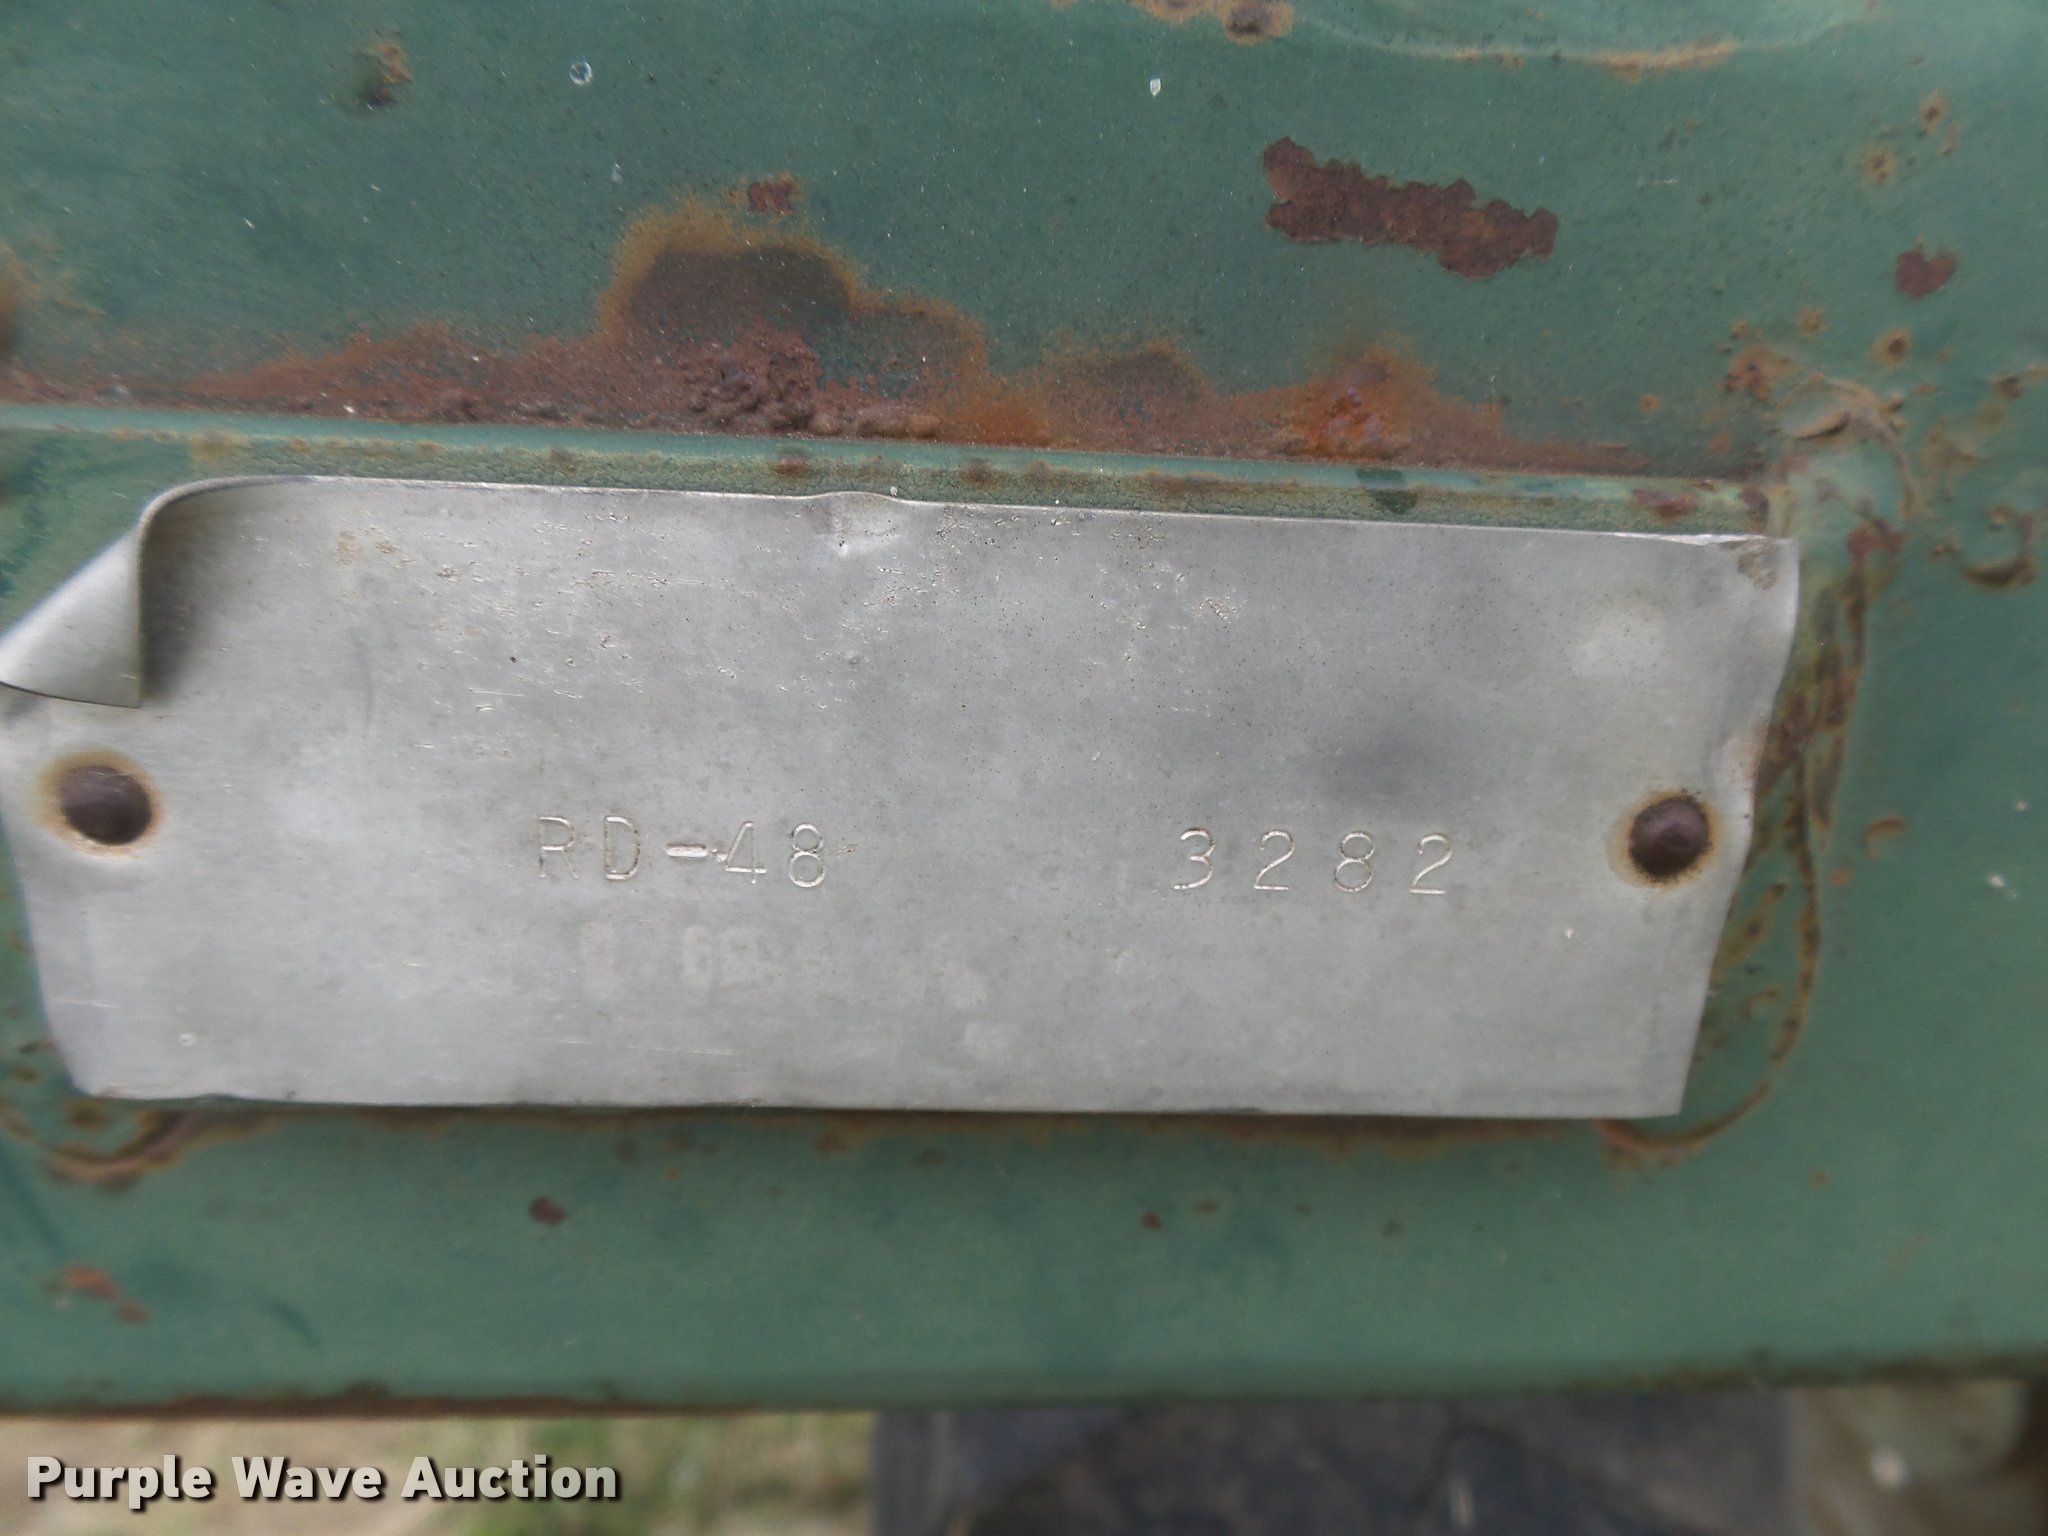 RD-48 3282
Purple Wave Auction